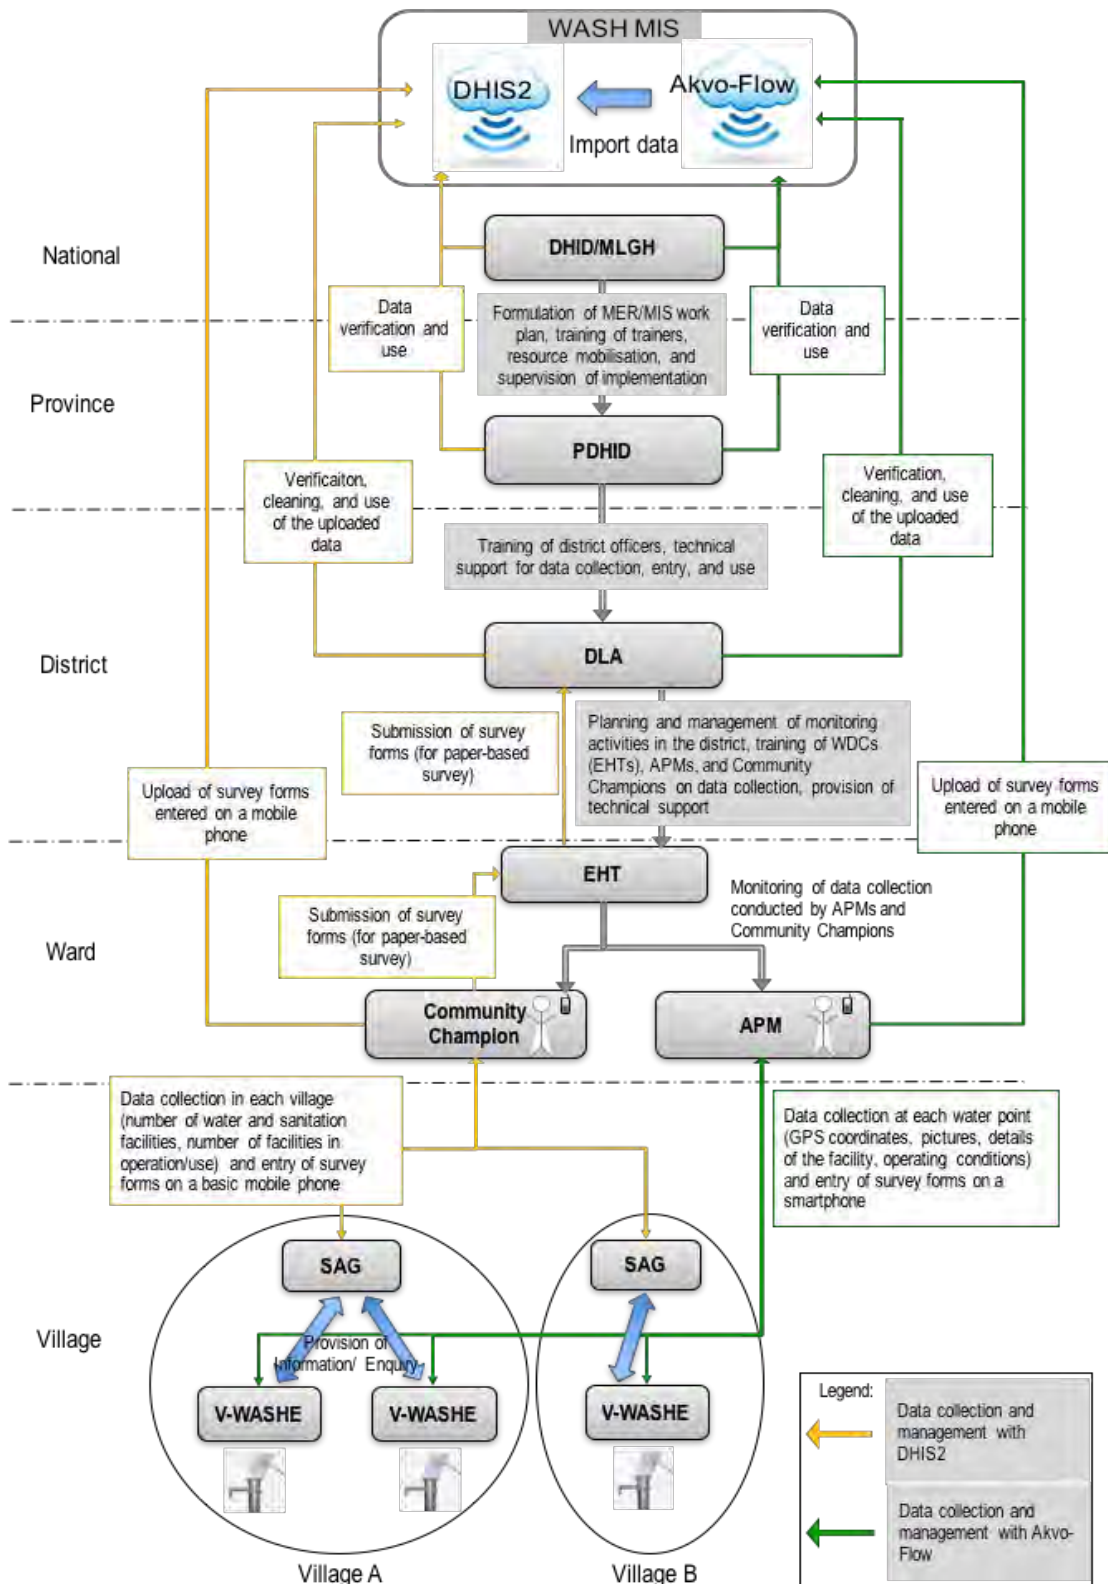 WASH MIS
DHIS2
Akvo-Flow
Import data
National
DHID/MLGH
Data
verification and
use
Formulation of MER/MIS work
plan, training of trainers,
resource mobilisation, and
supervision of implementation
Data
verification and
use
Province
PDHID
Verificaiton,
cleaning, and use
of the uploaded
data
Verification,
cleaning, and use
of the uploaded
data
Training of district officers, technical
support for data collection, entry, and use
District
DLA
Submission of survey
forms (for paper-based
survey)
Planning and management of monitoring
activities in the district, training of WDCs
(EHTs), APMs, and Community
Champions on data collection, provision of
technical support
Upload of survey forms
entered on a mobile
phone
Upload of survey forms
entered on a mobile
phone
Ward
EHT
Submission of survey
forms (for paper-based
survey)
Monitoring of data collection
conducted by APMs and
Community Champions
Community
Champion
APM
Data collection in each village
(number of water and sanitation
facilities, number of facilities in
operation/use) and entry of survey
forms on a basic mobile phone
Data collection at each water point
(GPS coordinates, pictures, details
of the facility, operating conditions)
and entry of survey forms on a
smartphone
Village
SAG
SAG
Provision of
Information/ Enquiry
V-WASHE
V-WASHE
V-WASHE
Village A
Village B
Legend:
Data collection and
management with
DHIS2
Data collection and
management with Akvo-
Flow